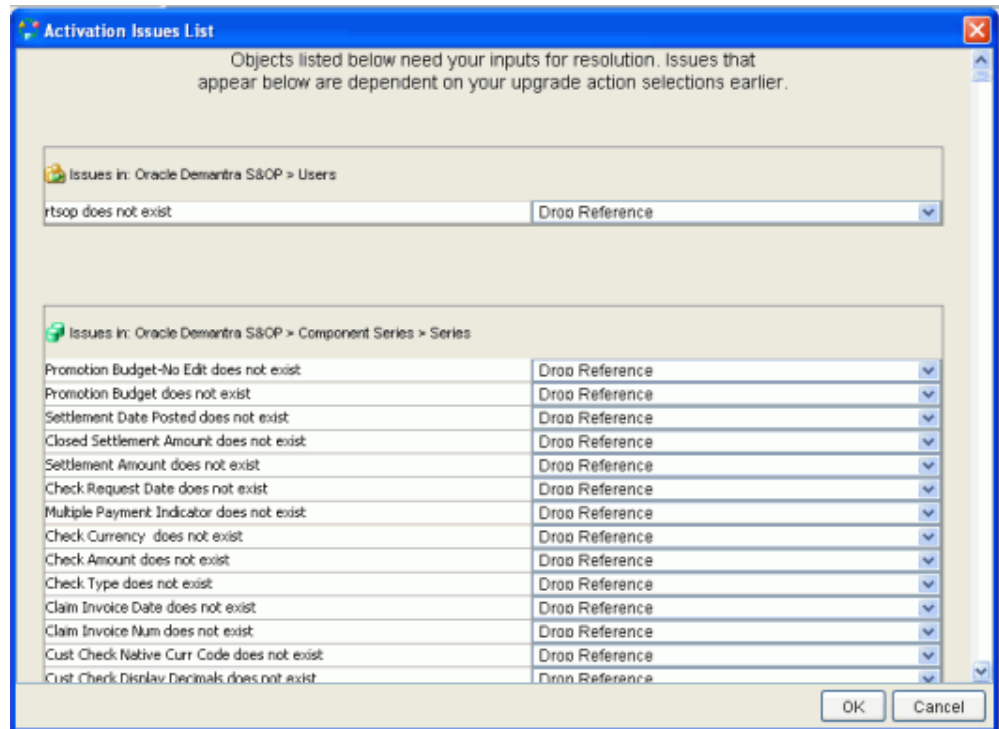 Activation Issues List
Objects listed below need your inputs for resolution. Issues that
appear below are dependent on your upgrade action selections earlier.
Issues in: Oracle Demantra S&OP > Users
rtsop does not exist Drop Reference
Issues in: Oracle Demantra S&OP > Component Series > Series
Promotion Budget-No Edit does not exist Drop Reference
Promotion Budget does not exist Drop Reference
Settlement Date Posted does not exist Drop Reference
Closed Settlement Amount does not exist Drop Reference
Settlement Amount does not exist Drop Reference
Check Request Date does not exist Drop Reference
Multiple Payment Indicator does not exist Drop Reference
Check Currency does not exist Drop Reference
Check Amount does not exist Drop Reference
Check Type does not exist Drop Reference
Claim Invoice Date does not exist Drop Reference
Claim Invoice Num does not exist Drop Reference
Cust Check Native Curr Code does not exist Drop Reference
Cust Check Display Decimals does not exist Drop Reference
OK Cancel